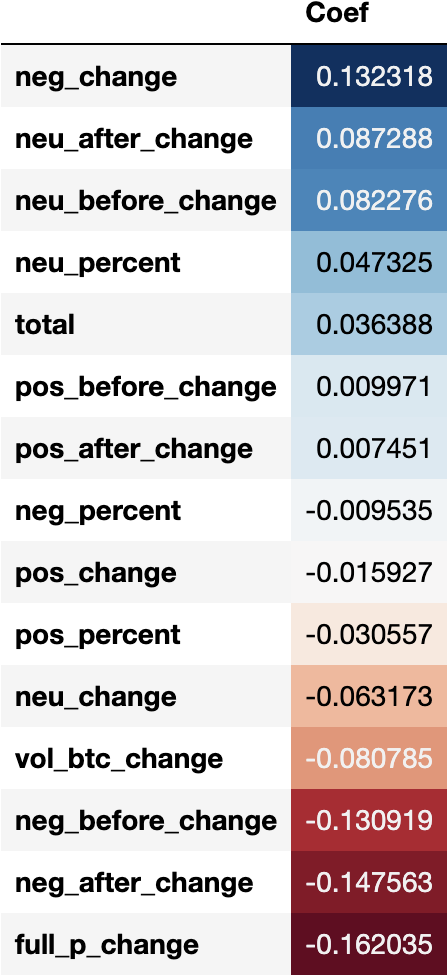 Coef
neg_change 0.132318
neu_after_change 0.087288
neu_before_change 0.082276
neu_percent 0.047325
total 0.036388
pos_before_change 0.009971
pos_after_change 0.007451
neg_percent -0.009535
pos_change -0.015927
pos_percent -0.030557
neu_change -0.063173
vol_btc_change -0.080785
neg_before_change -0.130919
neg_after_change -0.147563
full_p_change -0.162035